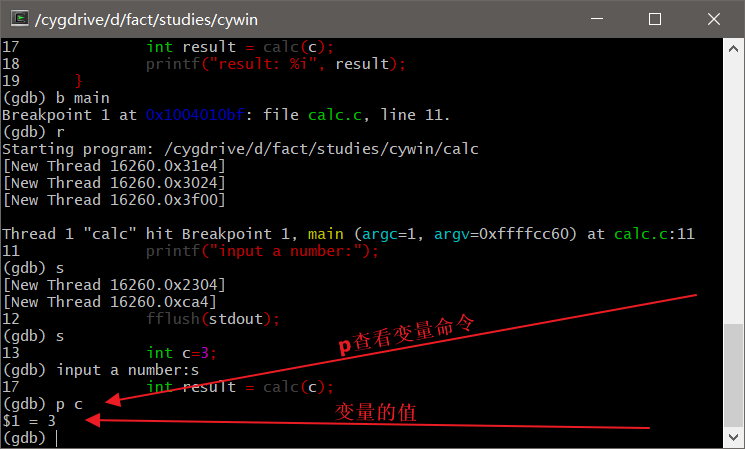 /cygdrive/d/fact/studies/cywin
17 int result = calc(c);
18 printf("result: %i", result);
19 }
(gdb) b main
Breakpoint 1 at 0x1004010bf: file calc.c, line 11.
(gdb) r
Starting program: /cygdrive/d/fact/studies/cywin/calc
[New Thread 16260.0x31e4]
[New Thread 16260.0x3024]
[New Thread 16260.0x3f00]
Thread 1 "calc" hit Breakpoint 1, main (argc=1, argv=0xffffcc60) at calc.c:11
11 printf("input a number:");
(gdb) s
[New Thread 16260.0x2304]
[New Thread 16260.0xca4]
12 fflush(stdout);
(gdb) s
13 int c=3;
(gdb) input a number:s
17 int result = calc(c);
(gdb) p c
p查看变量命令
$1 = 3
变量的值
(gdb)